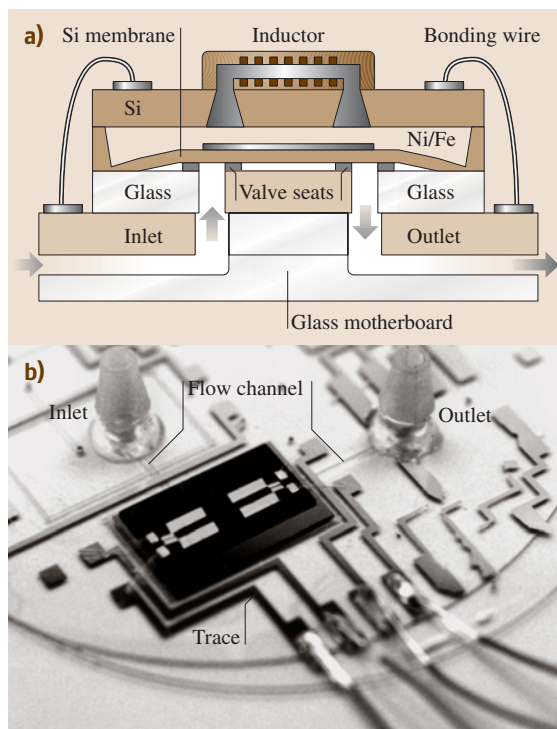 a)
Si membrane
Inductor
Bonding wire
Si
Ni/Fe
Glass
Valve seats
Glass
Inlet
Outlet
Glass motherboard
b)
Flow channel
Inlet
Outlet
Trace